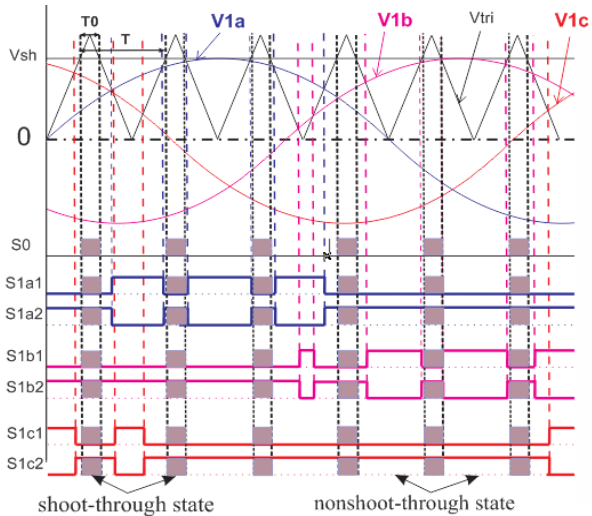 T0
V1a
V1b
Vtri
V1c
T
Vsh
0
S0
S1a1
S1a2
S1b1
S1b2
S1c1
S1c2
shoot-through state
nonshoot-through state